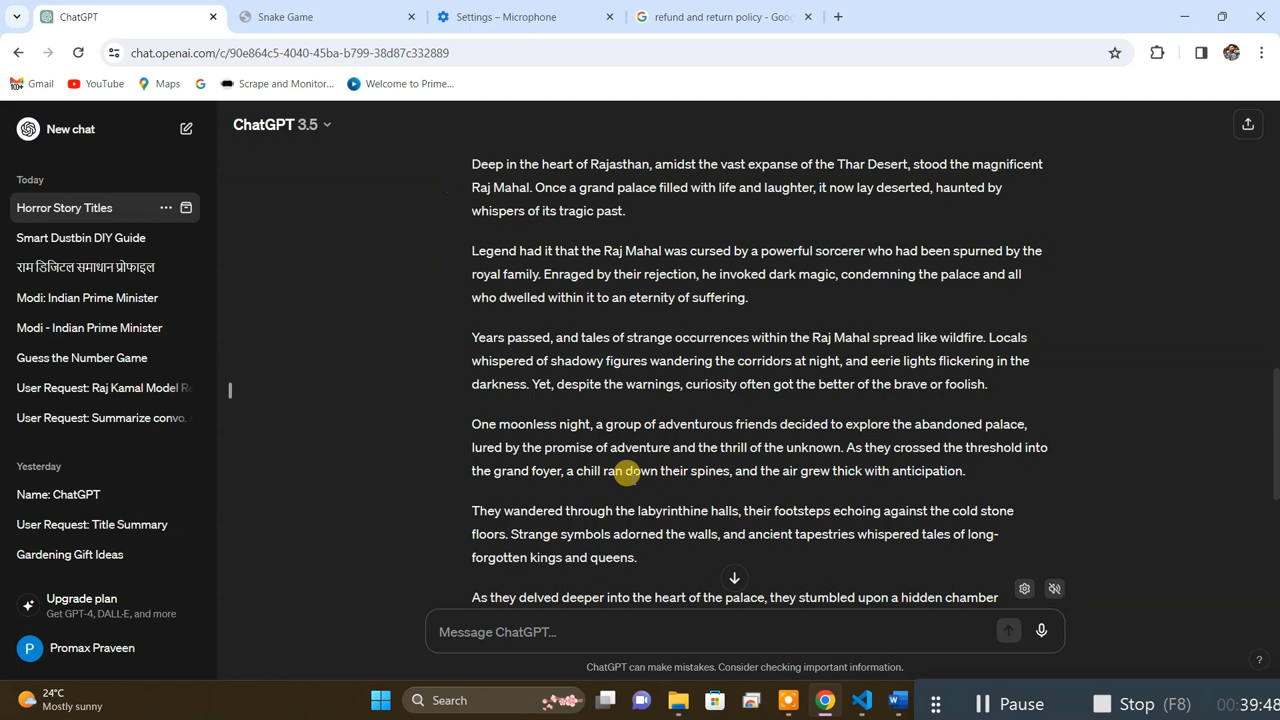 ChatGPT
Snake Game
Settings – Microphone
refund and return policy - Goo
chat.openai.com/c/90e864c5-4040-45ba-b799-38d87c332889
Gmail
YouTube
Maps
Scrape and Monitor...
Welcome to Prime...
New chat
ChatGPT 3.5
Today
Horror Story Titles
Smart Dustbin DIY Guide
राम डिजिटल समाधान प्रोफाइल
Modi: Indian Prime Minister
Modi - Indian Prime Minister
Guess the Number Game
User Request: Raj Kamal Model Re
User Request: Summarize convo.
Yesterday
Name: ChatGPT
User Request: Title Summary
Gardening Gift Ideas
Upgrade plan
Get GPT-4, DALL·E, and more
P
Promax Praveen
Deep in the heart of Rajasthan, amidst the vast expanse of the Thar Desert, stood the magnificent
Raj Mahal. Once a grand palace filled with life and laughter, it now lay deserted, haunted by
whispers of its tragic past.
Legend had it that the Raj Mahal was cursed by a powerful sorcerer who had been spurned by the
royal family. Enraged by their rejection, he invoked dark magic, condemning the palace and all
who dwelled within it to an eternity of suffering.
Years passed, and tales of strange occurrences within the Raj Mahal spread like wildfire. Locals
whispered of shadowy figures wandering the corridors at night, and eerie lights flickering in the
darkness. Yet, despite the warnings, curiosity often got the better of the brave or foolish.
One moonless night, a group of adventurous friends decided to explore the abandoned palace,
lured by the promise of adventure and the thrill of the unknown. As they crossed the threshold into
the grand foyer, a chill ran down their spines, and the air grew thick with anticipation.
They wandered through the labyrinthine halls, their footsteps echoing against the cold stone
floors. Strange symbols adorned the walls, and ancient tapestries whispered tales of long-
forgotten kings and queens.
As they delved deeper into the heart of the palace, they stumbled upon a hidden chamber
Message ChatGPT...
ChatGPT can make mistakes. Consider checking important information.
?
24°C
Mostly sunny
Search
Pause
Stop (F8)
00:39:48